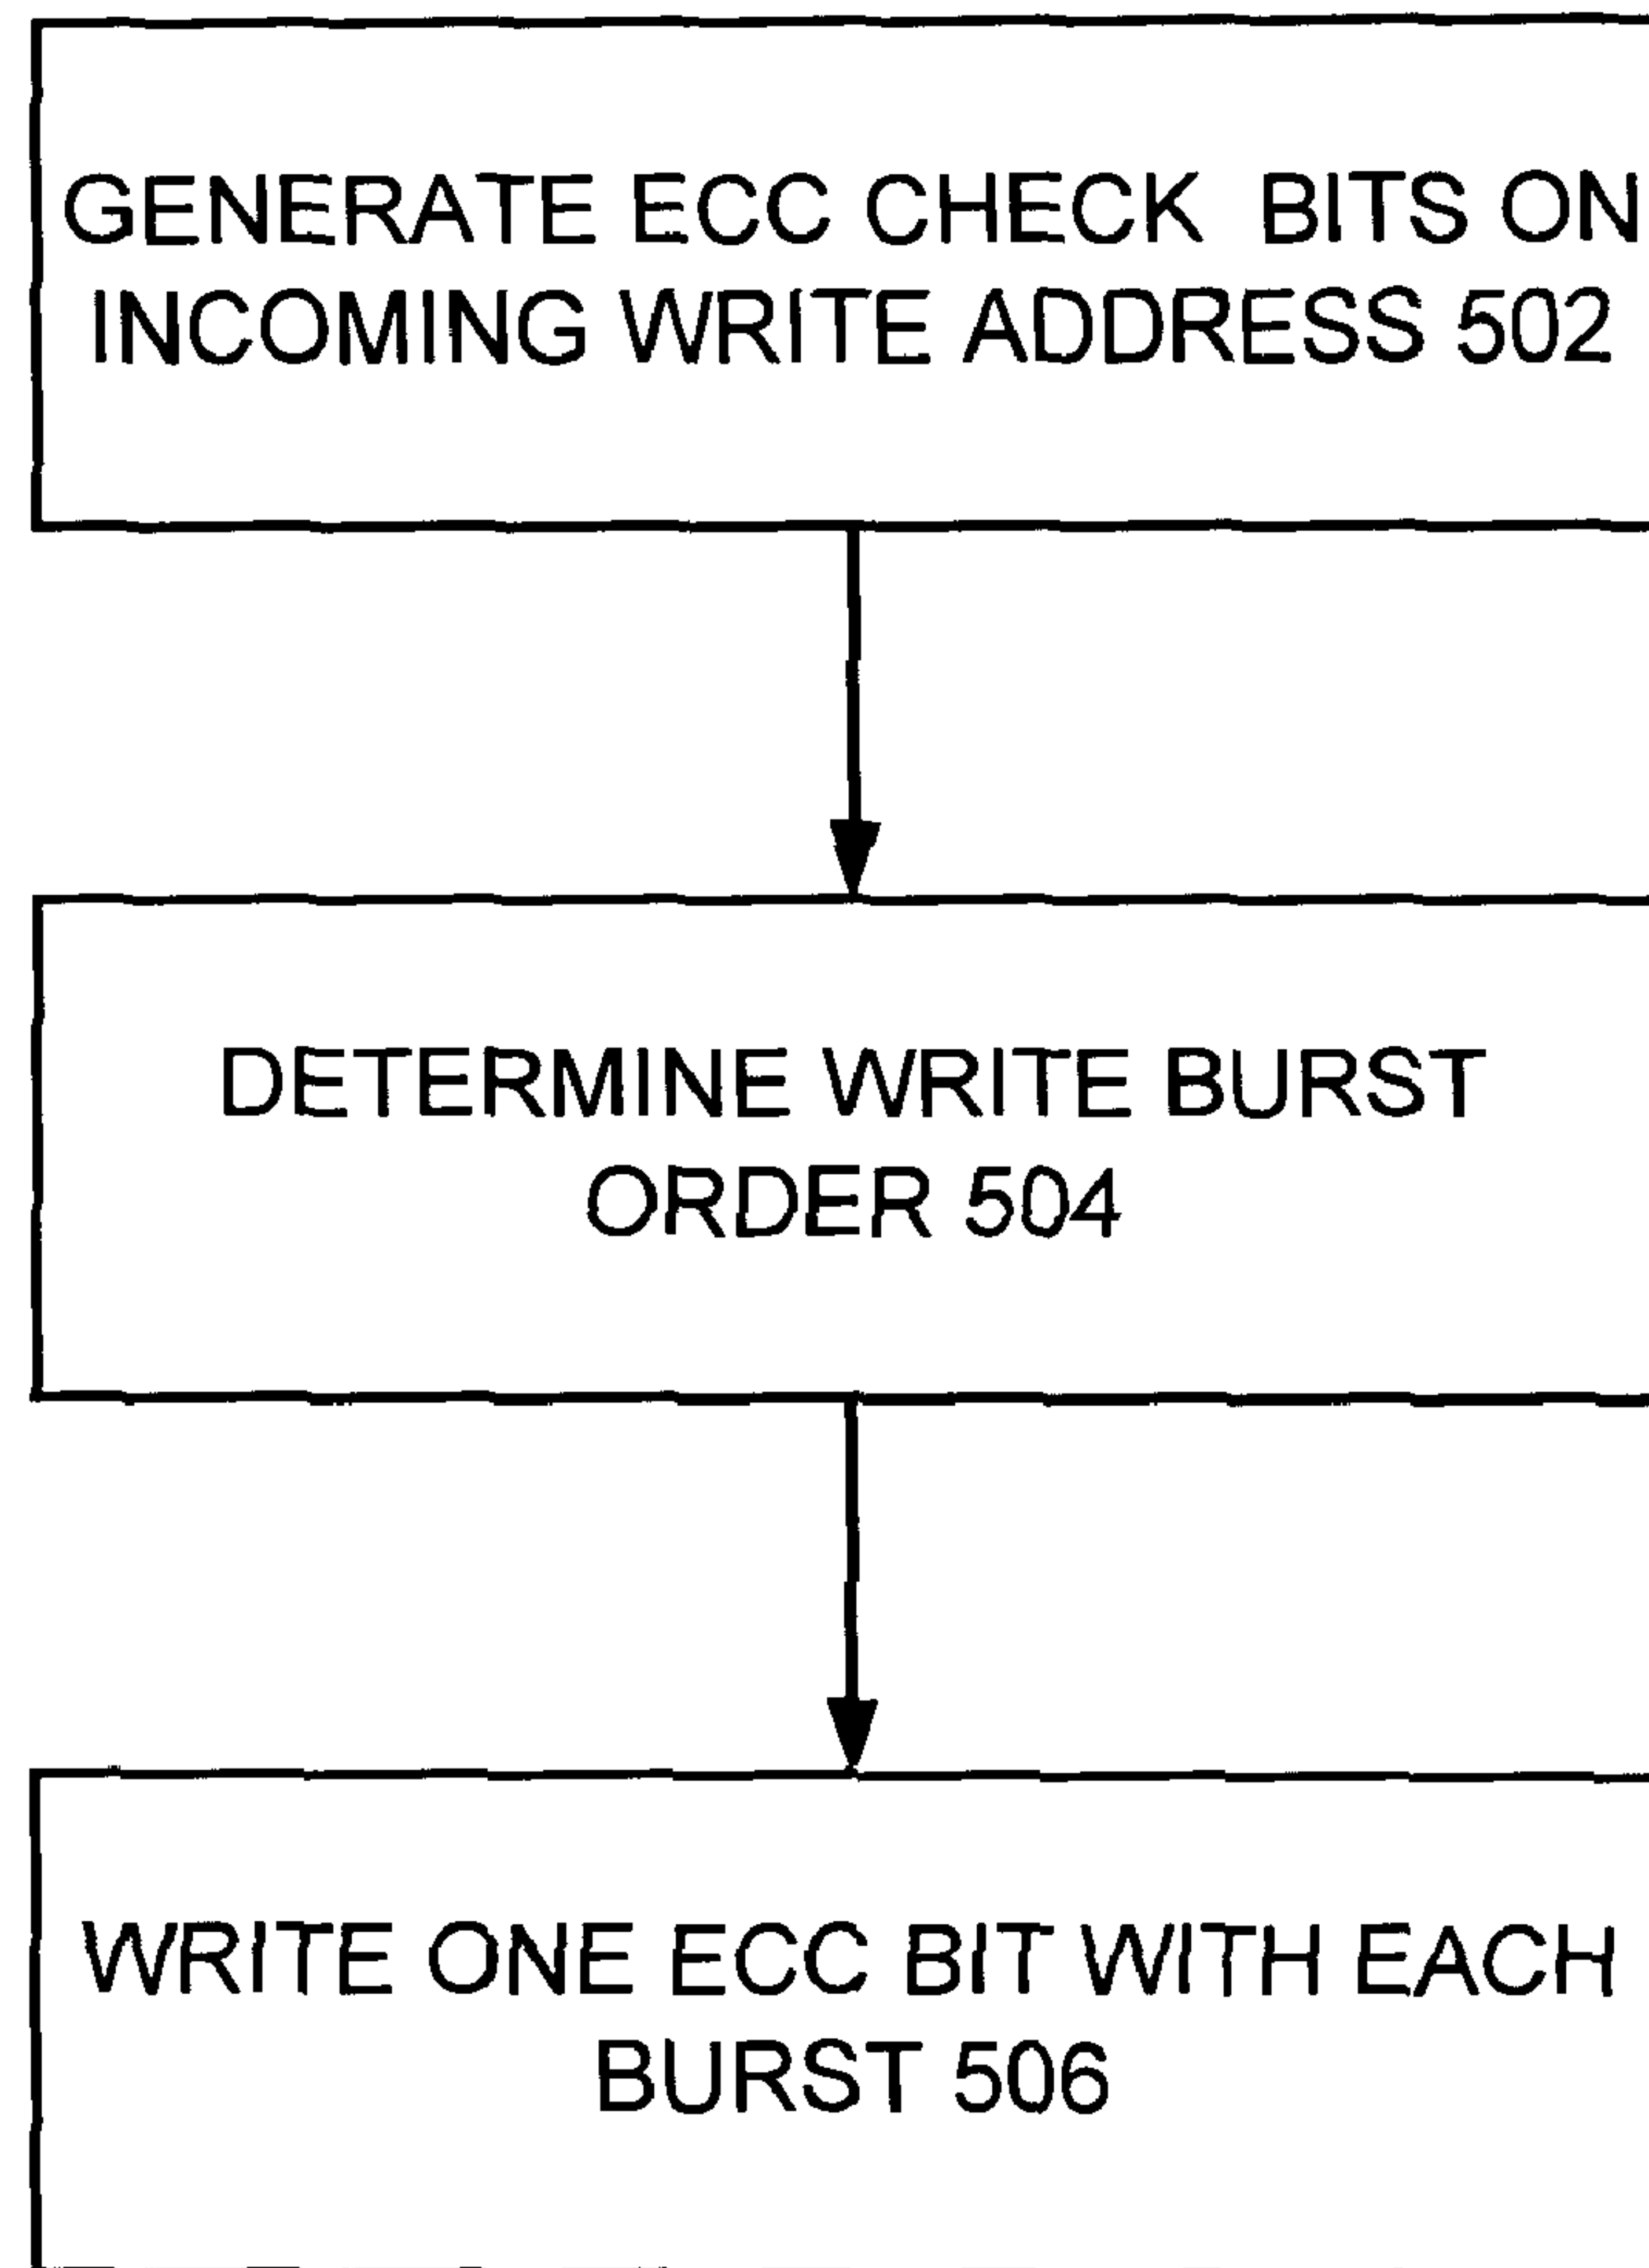 GENERATE ECC CHECK BITS ON
INCOMING WRITE ADDRESS 502
DETERMINE WRITE BURST
ORDER 504
WRITE ONE ECC BIT WITH EACH
BURST 506